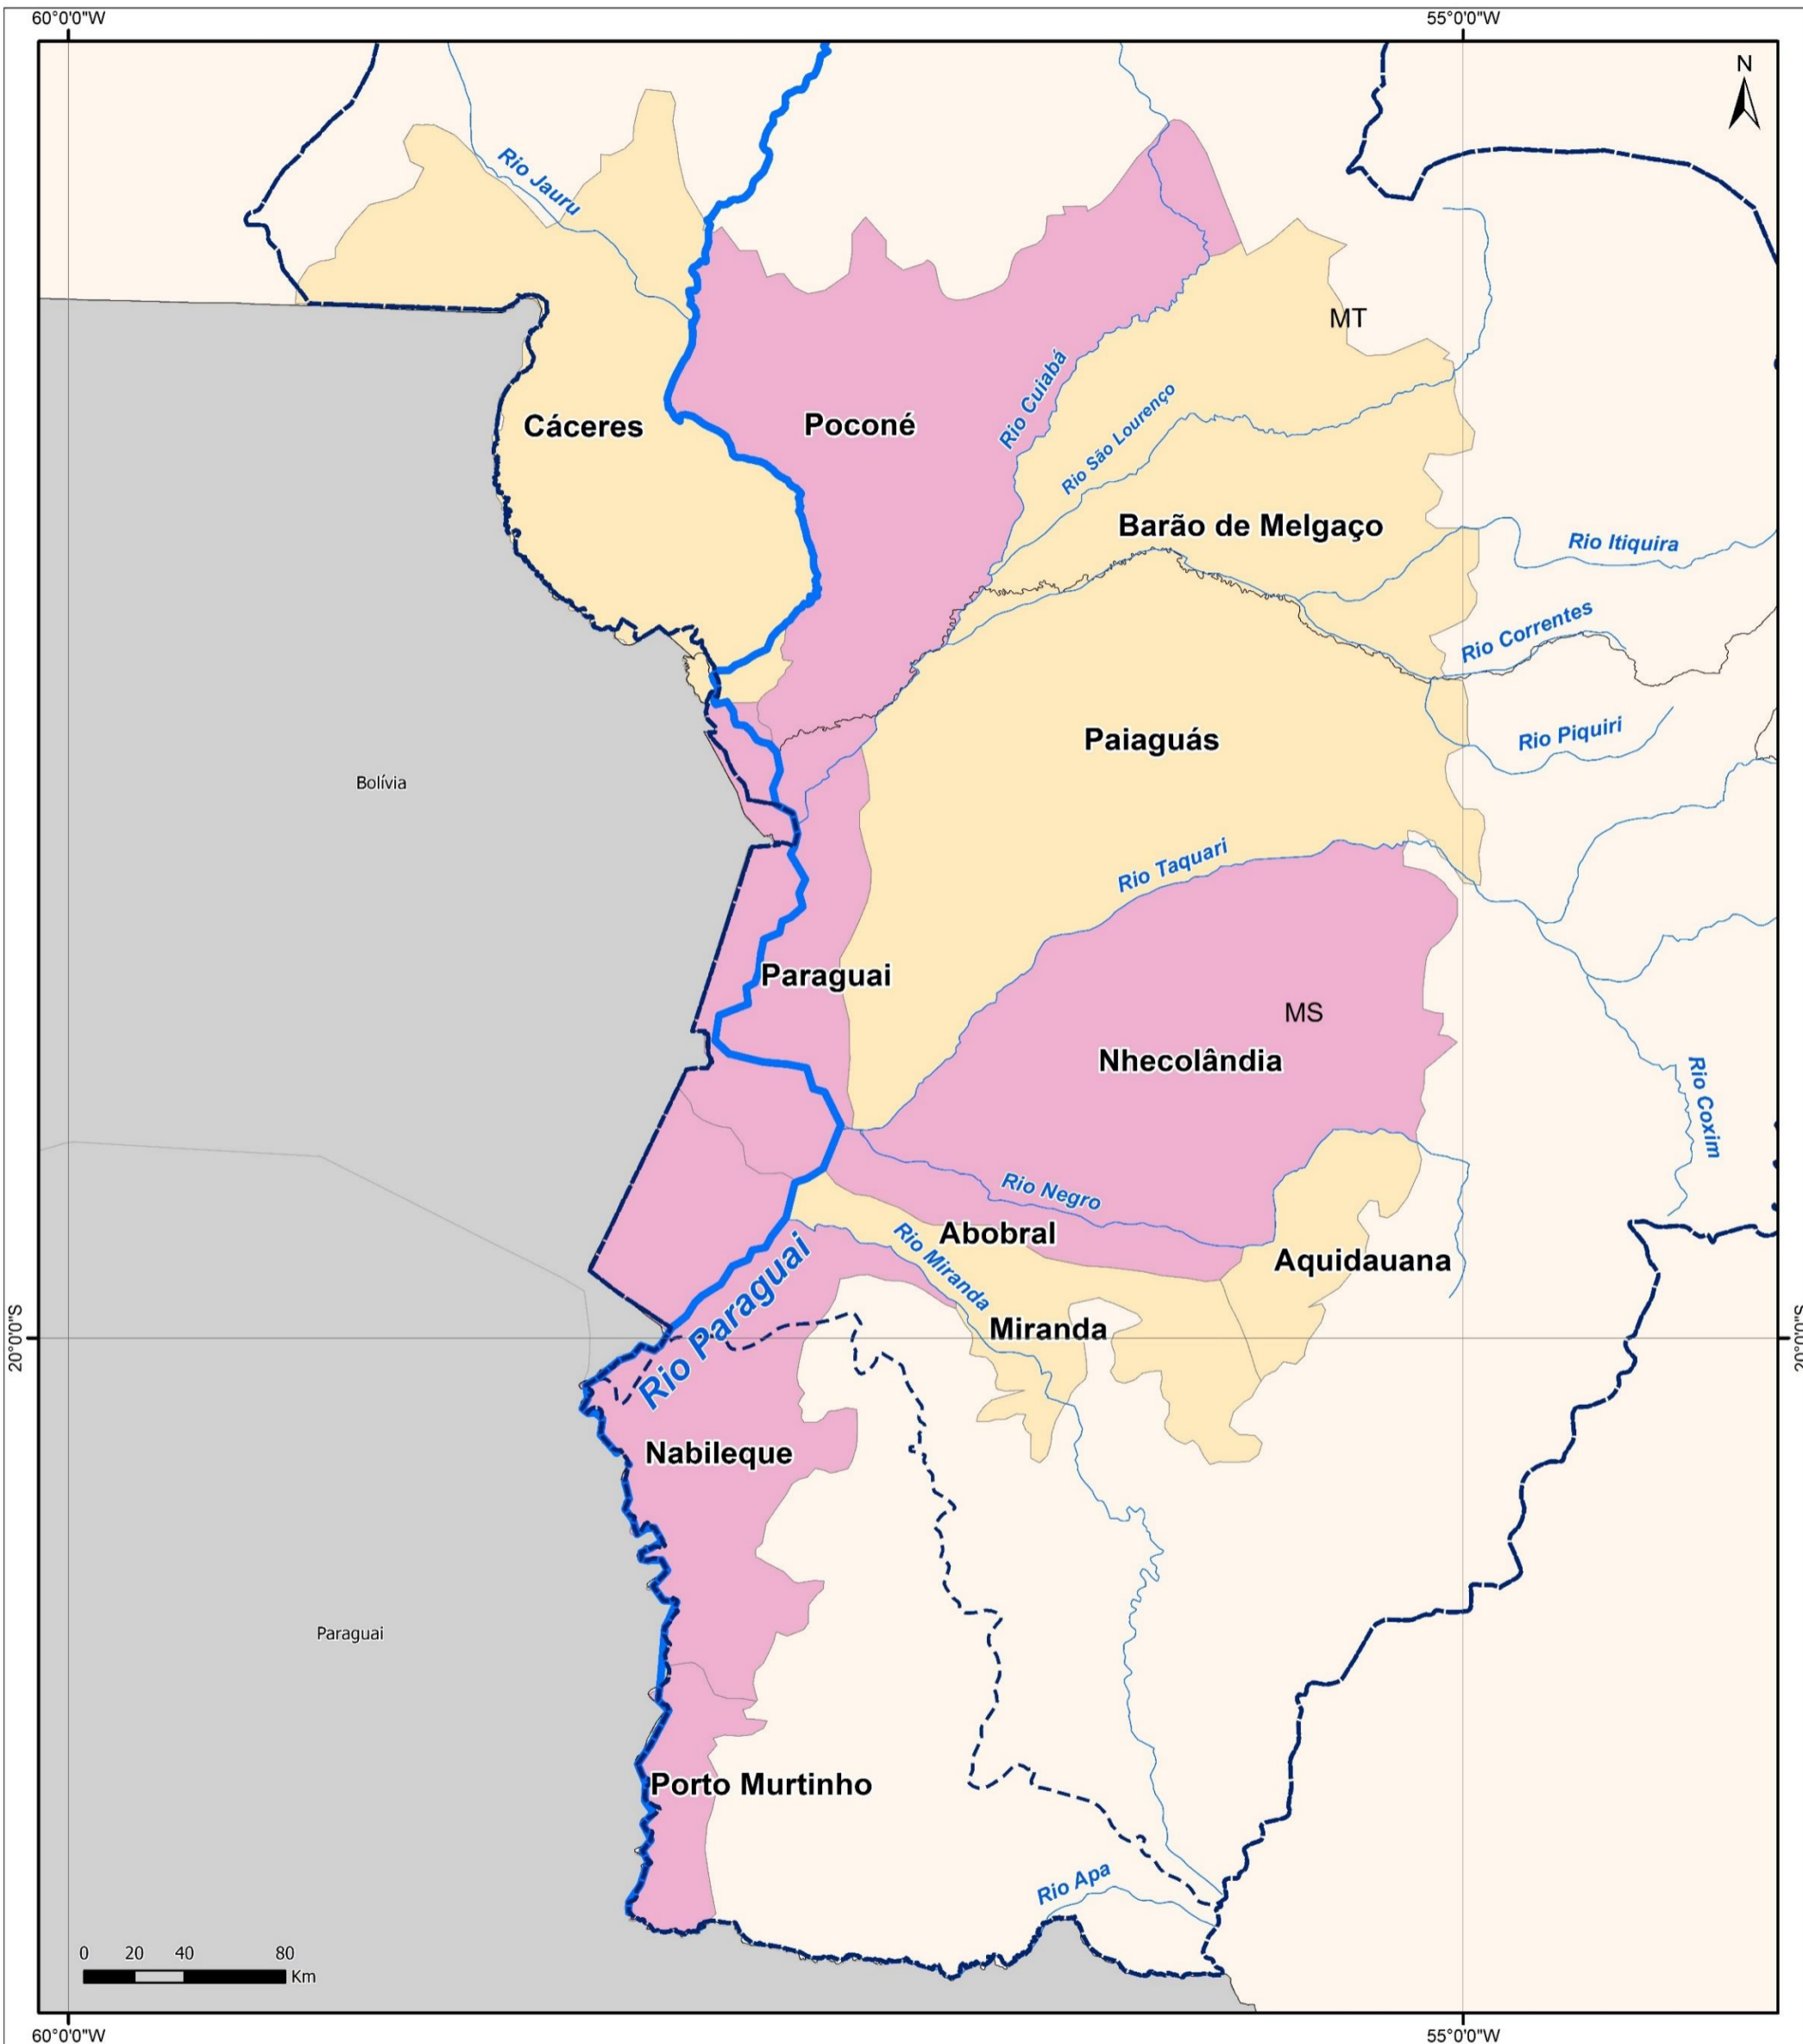 60°0'0"W
55°0'0"W
N
Rio Jauru
MT
Rio Cuiabá
Cáceres
Poconé
Rio São Lourenço
Barão de Melgaço
Rio Itiquira
Rio Correntes
Paiaguás
Rio Piquiri
Bolívia
Rio Taquari
Paraguai
MS
Nhecolândia
Rio Coxim
Rio Negro
Abobral
Rio Miranda
Aquidauana
Rio Paraguai
Miranda
20°0'0"S
20°0'0"S
Nabileque
Paraguai
Porto Murtinho
Rio Apa
0 20 40 80
Km
60°0'0"W
55°0'0"W